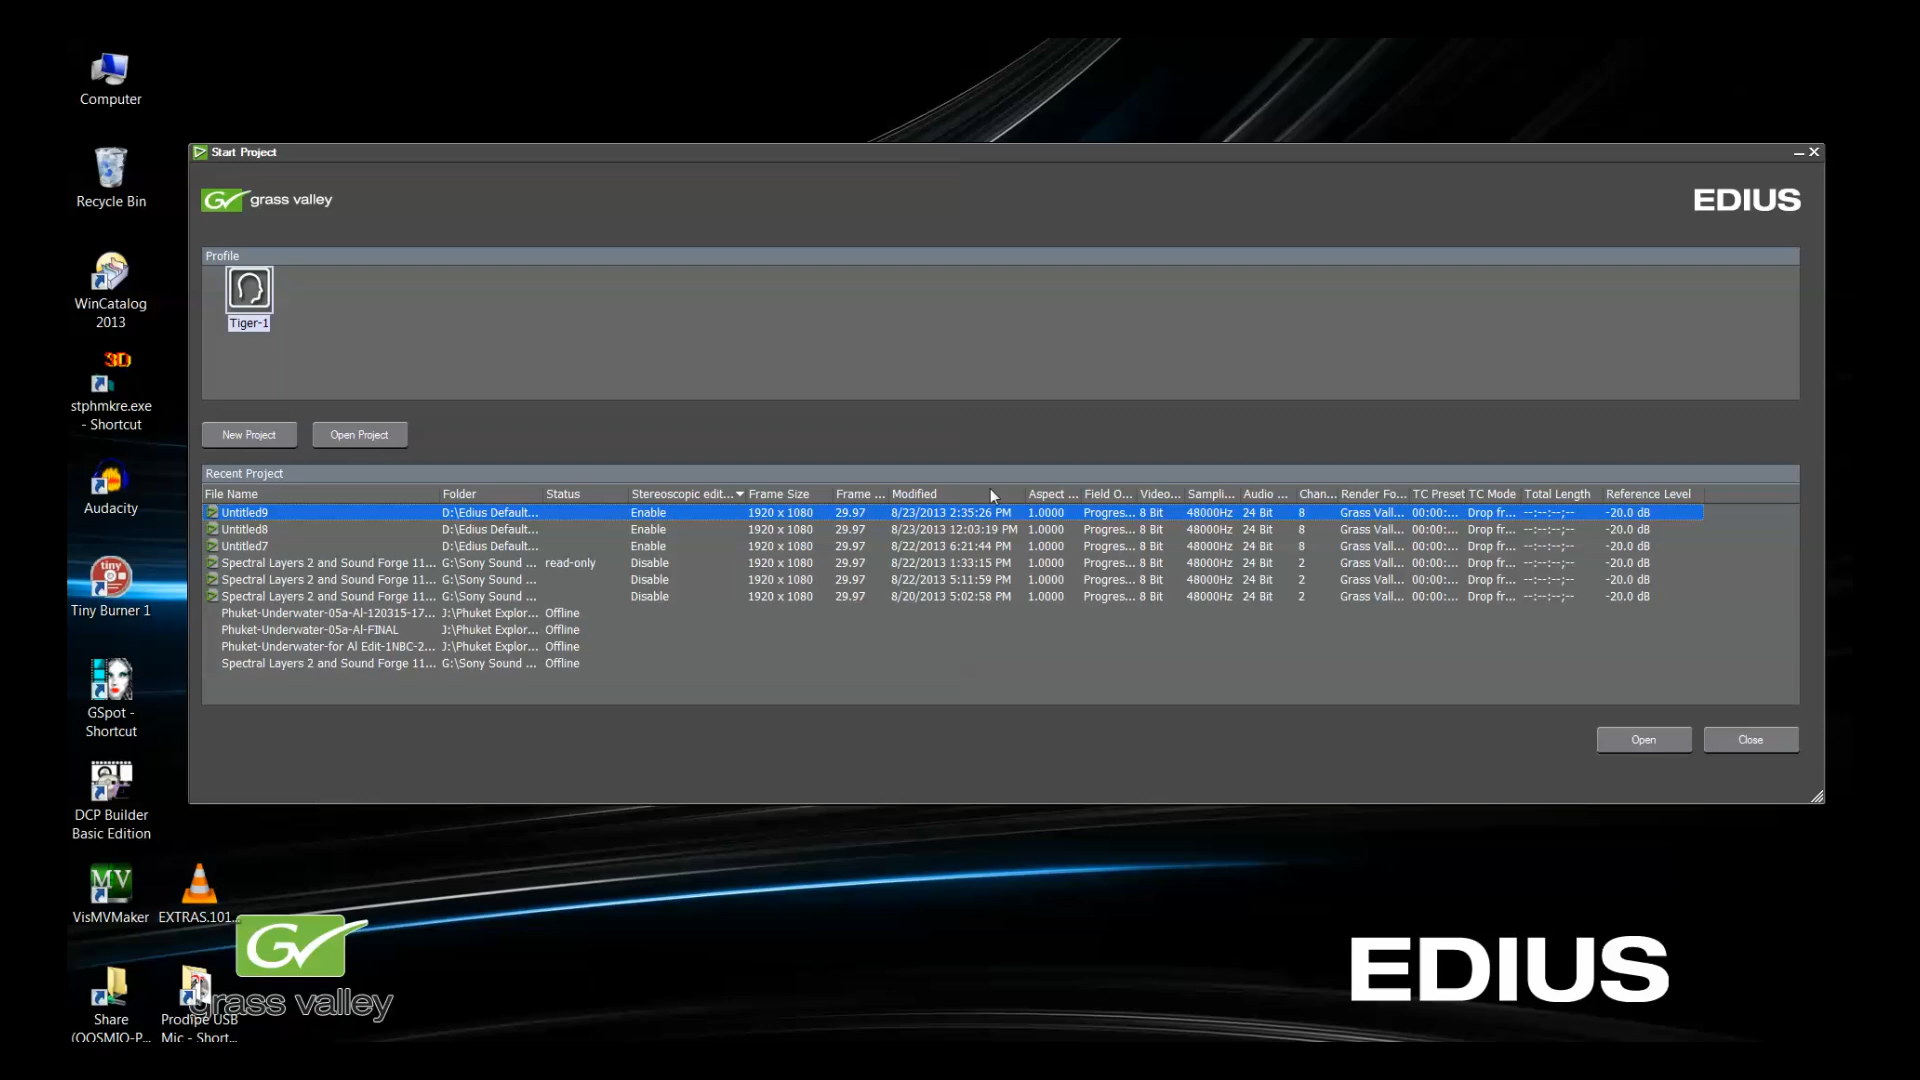 Computer
Recycle Bin
WinCatalog
2013
3D
stphmkre.exe
- Shortcut
Audacity
tiny
Tiny Burner 1
GSpot -
Shortcut
DCP Builder
Basic Edition
MV
VisMVMaker
EXTRAS.101...
Share
(QOSMIO-P...
Prodipe USB
Mic - Short...
Start Project
GV grass valley
EDIUS
Profile
Tiger-1
New Project Open Project
Recent Project
File Name Folder Status Stereoscopic edit... Frame Size Frame ... Modified Aspect ... Field O... Video... Sampli... Audio ... Chan... Render Fo... TC Preset TC Mode Total Length Reference Level
Untitled9 D:\Edius Default... Enable 1920 x 1080 29.97 8/23/2013 2:35:26 PM 1.0000 Progres... 8 Bit 48000Hz 24 Bit 8 Grass Vall... 00:00:... Drop fr... --:--:--;-- -20.0 dB
Untitled8 D:\Edius Default... Enable 1920 x 1080 29.97 8/23/2013 12:03:19 PM 1.0000 Progres... 8 Bit 48000Hz 24 Bit 8 Grass Vall... 00:00:... Drop fr... --:--:--;-- -20.0 dB
Untitled7 D:\Edius Default... Enable 1920 x 1080 29.97 8/22/2013 6:21:44 PM 1.0000 Progres... 8 Bit 48000Hz 24 Bit 8 Grass Vall... 00:00:... Drop fr... --:--:--;-- -20.0 dB
Spectral Layers 2 and Sound Forge 11... G:\Sony Sound ... read-only Disable 1920 x 1080 29.97 8/22/2013 1:33:15 PM 1.0000 Progres... 8 Bit 48000Hz 24 Bit 2 Grass Vall... 00:00:... Drop fr... --:--:--;-- -20.0 dB
Spectral Layers 2 and Sound Forge 11... G:\Sony Sound ... Disable 1920 x 1080 29.97 8/22/2013 5:11:59 PM 1.0000 Progres... 8 Bit 48000Hz 24 Bit 2 Grass Vall... 00:00:... Drop fr... --:--:--;-- -20.0 dB
Spectral Layers 2 and Sound Forge 11... G:\Sony Sound ... Disable 1920 x 1080 29.97 8/20/2013 5:02:58 PM 1.0000 Progres... 8 Bit 48000Hz 24 Bit 2 Grass Vall... 00:00:... Drop fr... --:--:--;-- -20.0 dB
Phuket-Underwater-05a-Al-120315-17... J:\Phuket Explor... Offline
Phuket-Underwater-05a-Al-FINAL J:\Phuket Explor... Offline
Phuket-Underwater-for Al Edit-1NBC-2... J:\Phuket Explor... Offline
Spectral Layers 2 and Sound Forge 11... G:\Sony Sound ... Offline
Open Close
GV
grass valley
EDIUS